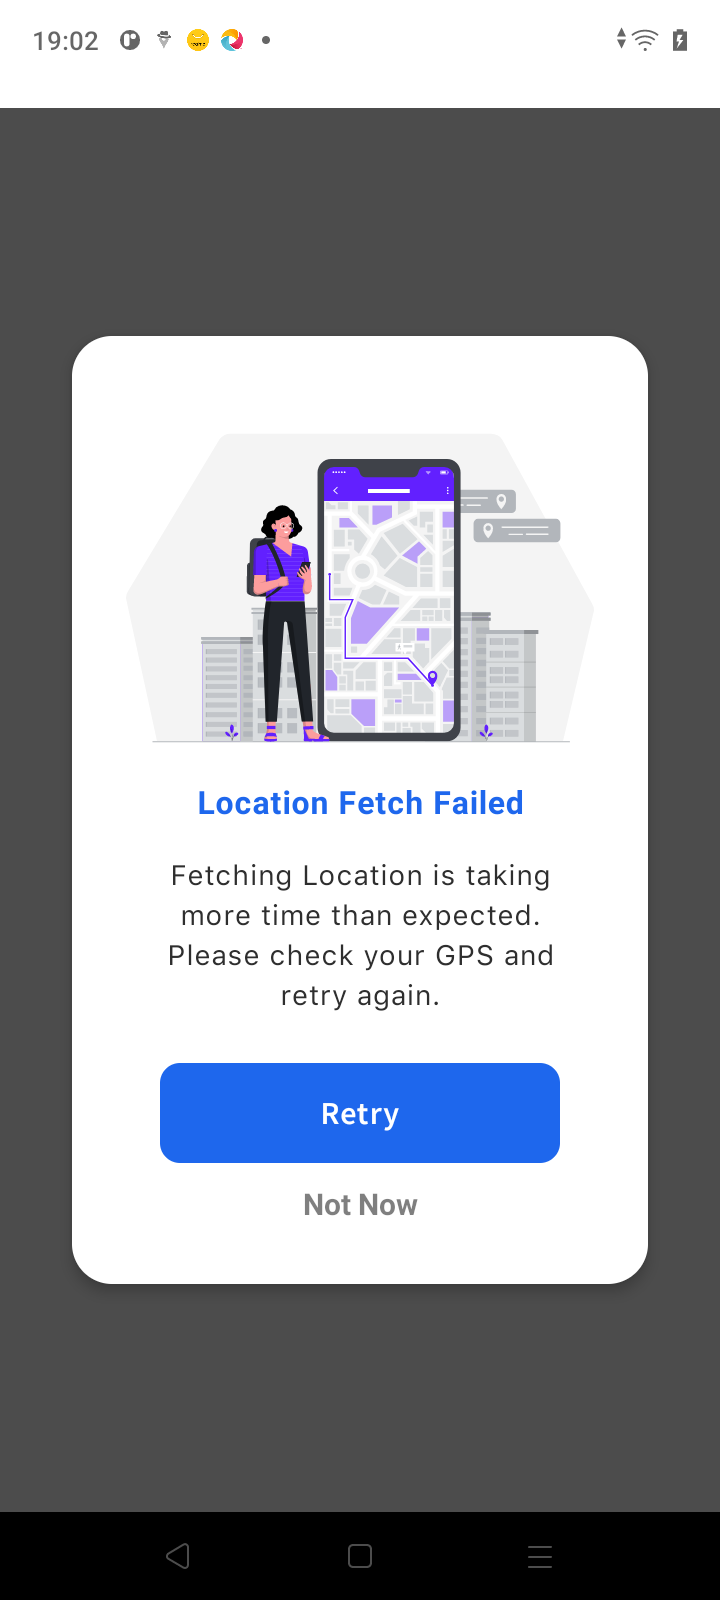 19:02
Location Fetch Failed
Fetching Location is taking
more time than expected.
Please check your GPS and
retry again.
Retry
Not Now